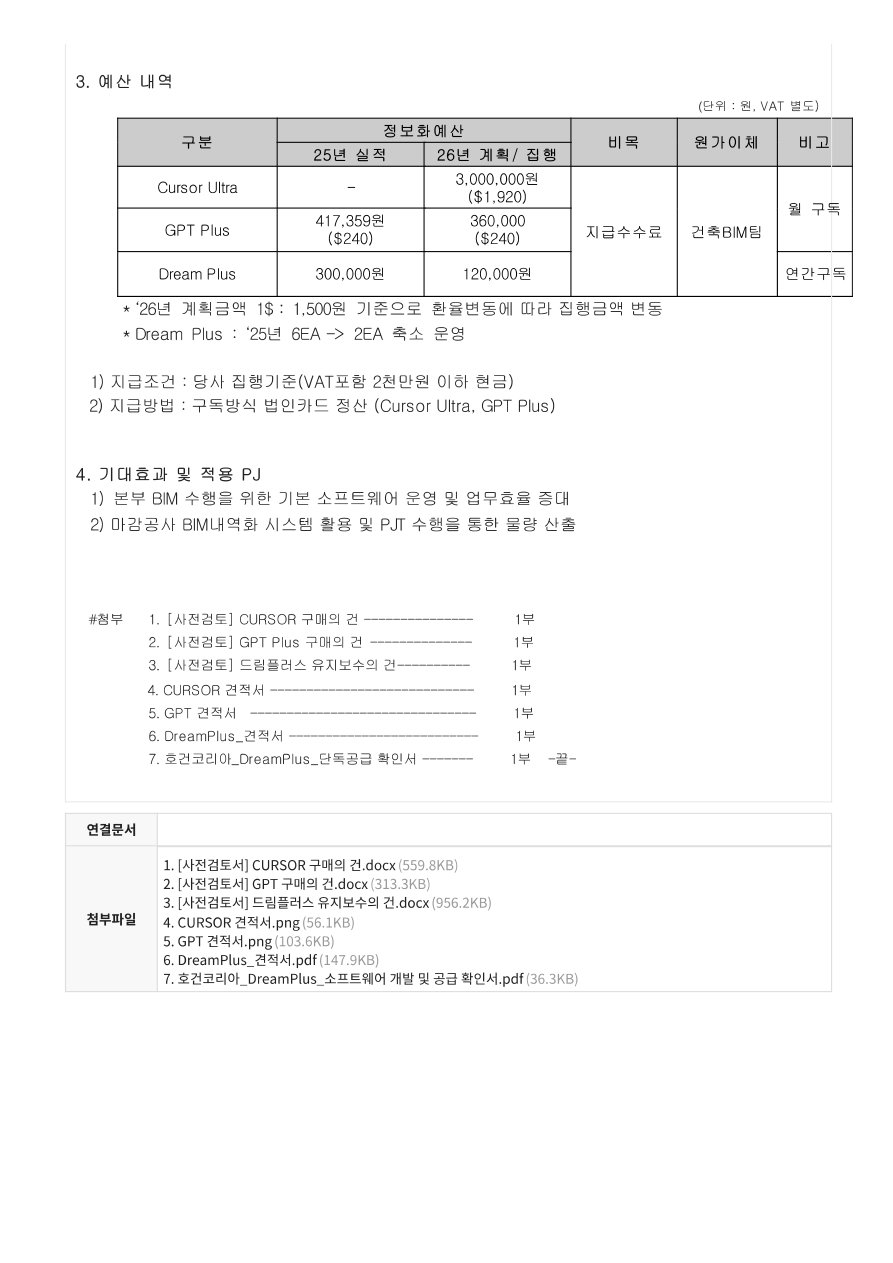 3. 예산 내역
(단위 : 원, VAT 별도)
구분 정보화예산 비목 원가이체 비고
25년 실적 26년 계획/ 집행
Cursor Ultra - 3,000,000원 ($1,920) 지급수수료 건축BIM팀 월 구독
GPT Plus 417,359원 ($240) 360,000 ($240)
Dream Plus 300,000원 120,000원 연간구독
* ‘26년 계획금액 1$ : 1,500원 기준으로 환율변동에 따라 집행금액 변동
* Dream Plus : ‘25년 6EA -> 2EA 축소 운영
1) 지급조건 : 당사 집행기준(VAT포함 2천만원 이하 현금)
2) 지급방법 : 구독방식 법인카드 정산 (Cursor Ultra, GPT Plus)
4. 기대효과 및 적용 PJ
1) 본부 BIM 수행을 위한 기본 소프트웨어 운영 및 업무효율 증대
2) 마감공사 BIM내역화 시스템 활용 및 PJT 수행을 통한 물량 산출
#첨부 1. [사전검토] CURSOR 구매의 건 --------------- 1부
2. [사전검토] GPT Plus 구매의 건 -------------- 1부
3. [사전검토] 드림플러스 유지보수의 건---------- 1부
4. CURSOR 견적서 ---------------------------- 1부
5. GPT 견적서 ------------------------------- 1부
6. DreamPlus_견적서 -------------------------- 1부
7. 호건코리아_DreamPlus_단독공급 확인서 ------- 1부 -끝-
연결문서
첨부파일
1. [사전검토서] CURSOR 구매의 건.docx (559.8KB)
2. [사전검토서] GPT 구매의 건.docx (313.3KB)
3. [사전검토서] 드림플러스 유지보수의 건.docx (956.2KB)
4. CURSOR 견적서.png (56.1KB)
5. GPT 견적서.png (103.6KB)
6. DreamPlus_견적서.pdf (147.9KB)
7. 호건코리아_DreamPlus_소프트웨어 개발 및 공급 확인서.pdf (36.3KB)